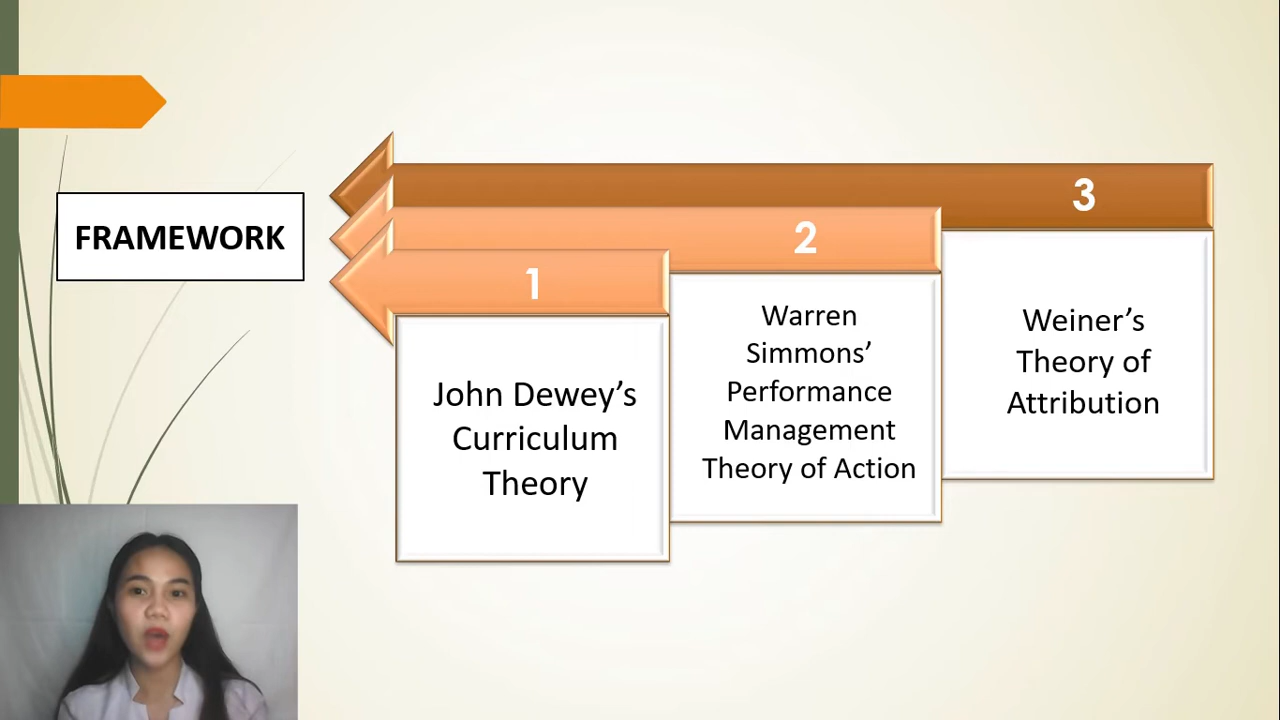 FRAMEWORK
3
2
1
John Dewey’s
Curriculum
Theory
Warren
Simmons’
Performance
Management
Theory of Action
Weiner’s
Theory of
Attribution